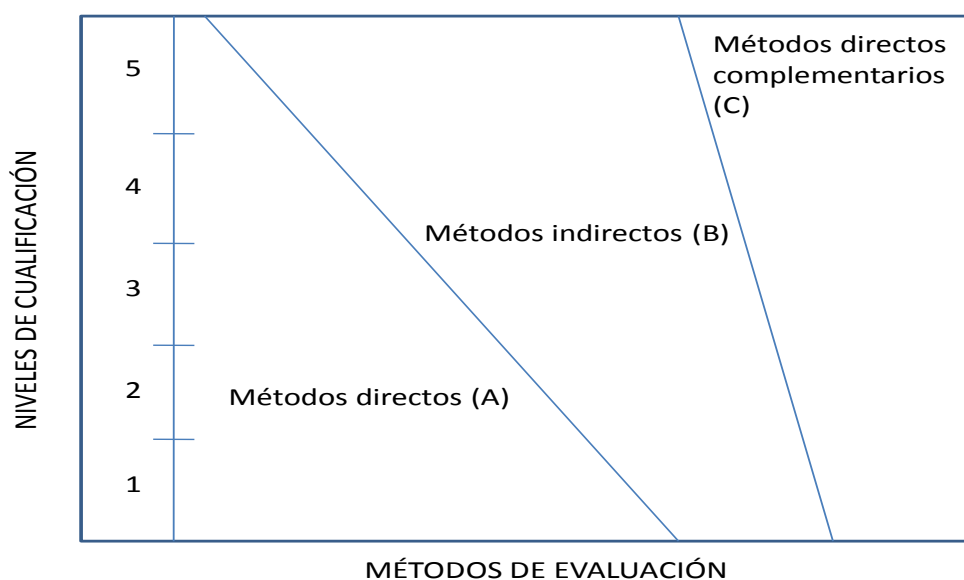 Métodos directos
complementarios
(C)
5
4
Métodos indirectos (B)
3
2
Métodos directos (A)
1
NIVELES DE CUALIFICACIÓN
MÉTODOS DE EVALUACIÓN